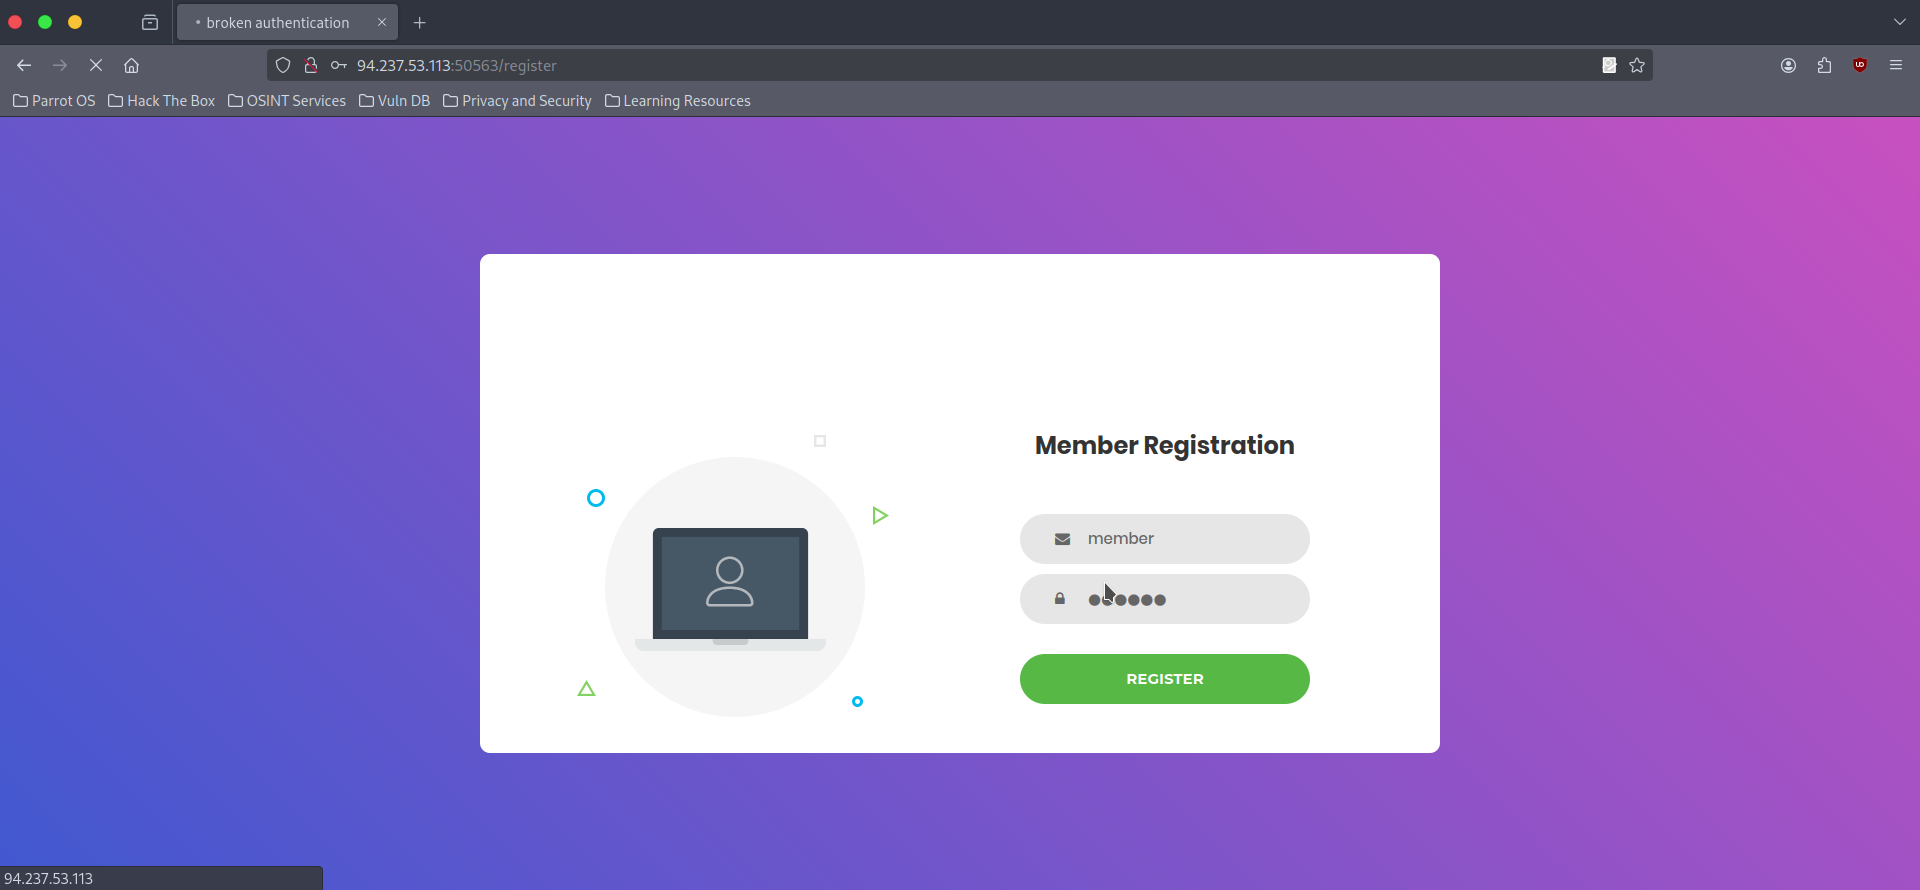 broken authentication
94.237.53.113:50563/register
Parrot OS Hack The Box OSINT Services Vuln DB Privacy and Security Learning Resources
Member Registration
member
REGISTER
94.237.53.113